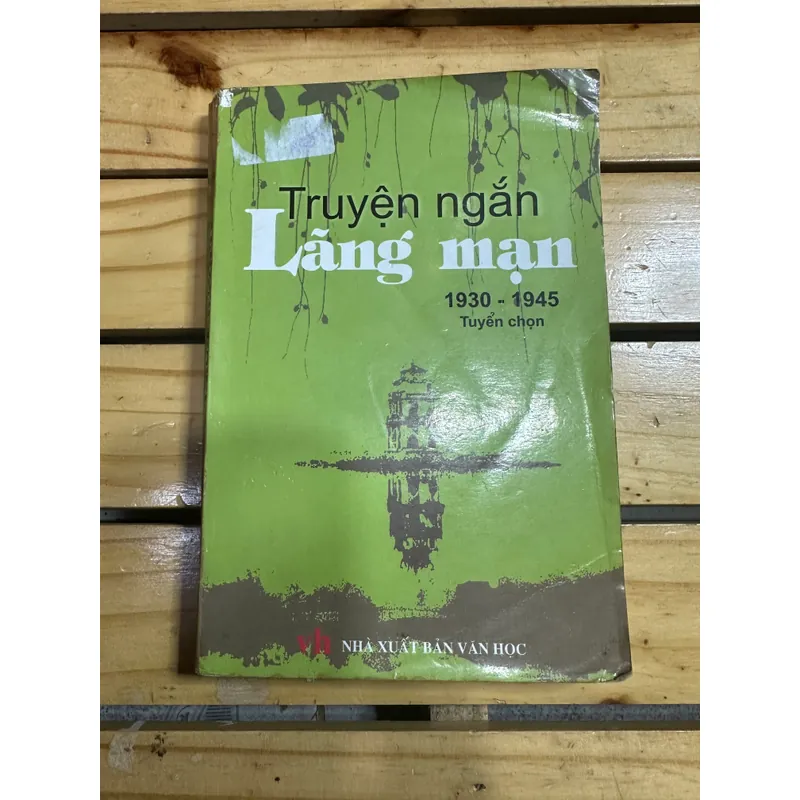 Truyện ngắn
Lãng mạn
1930 - 1945
Tuyển chọn
vh NHÀ XUẤT BẢN VĂN HỌC